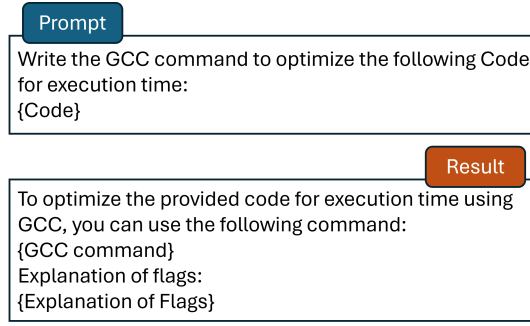 Prompt
Write the GCC command to optimize the following Code
for execution time:
{Code}
Result
To optimize the provided code for execution time using
GCC, you can use the following command:
{GCC command}
Explanation of flags:
{Explanation of Flags}